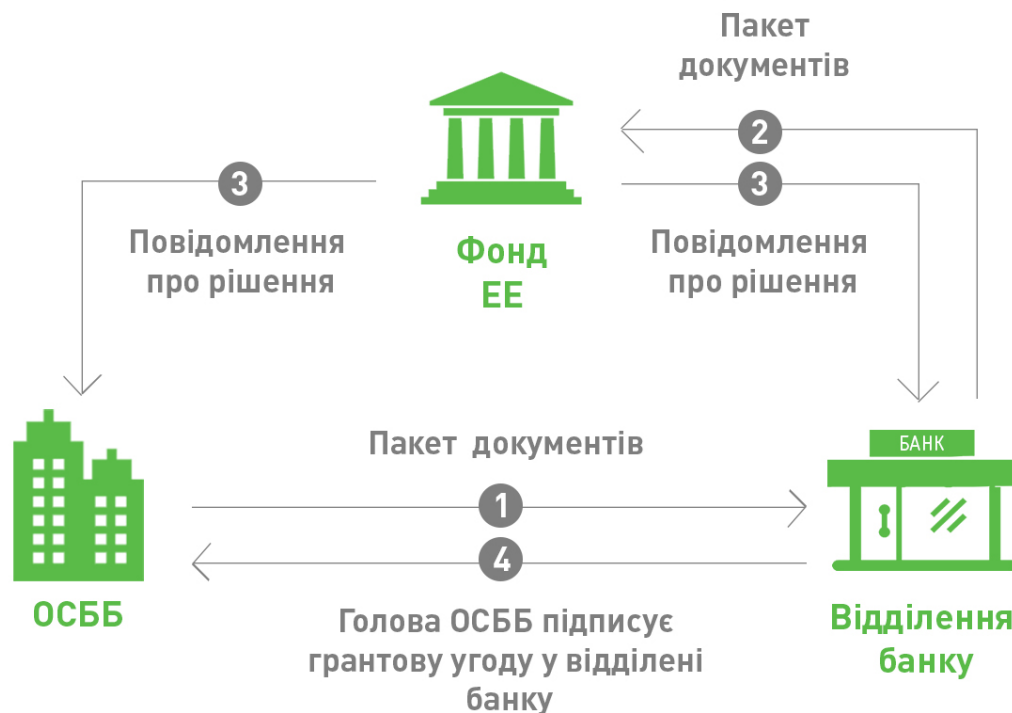 Пакет
документів
2
3
3
Повідомлення
про рішення
Фонд
ЕЕ
Повідомлення
про рішення
Пакет документів
БАНК
1
4
ОСББ
Голова ОСББ підписує
грантову угоду у відділені
банку
Відділення
банку